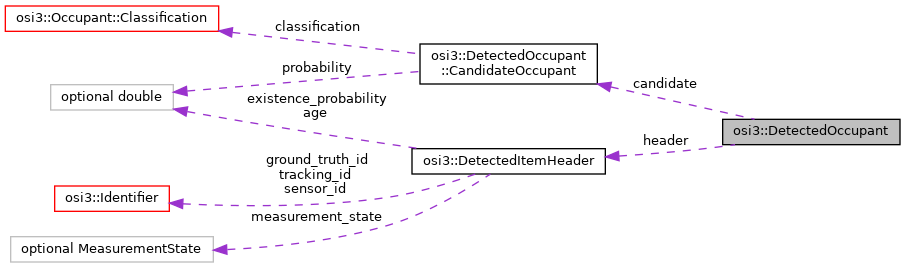 osi3::Occupant::Classification
classification
osi3::DetectedOccupant
::CandidateOccupant
probability
optional double
candidate
existence_probability
age
osi3::DetectedOccupant
header
osi3::DetectedItemHeader
ground_truth_id
tracking_id
sensor_id
osi3::Identifier
measurement_state
optional MeasurementState